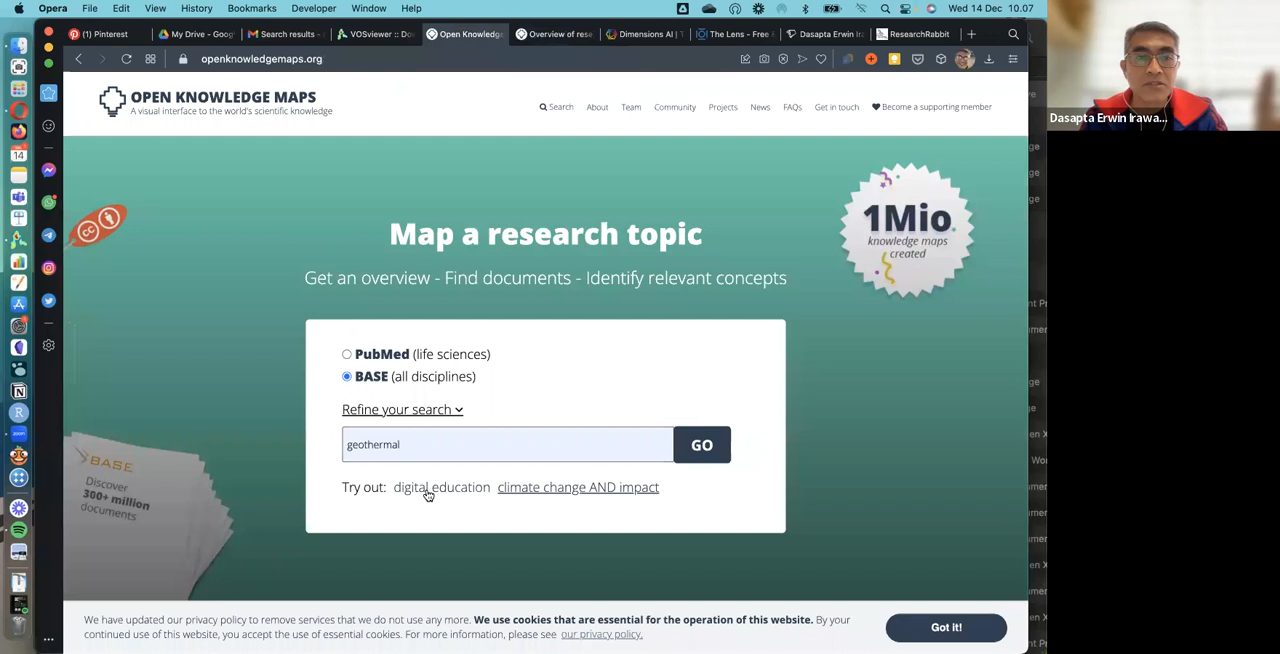 Opera File Edit View History Bookmarks Developer Window Help
Wed 14 Dec 10.07
(1) Pinterest
My Drive - Goog
Search results -
VOSviewer :: Do
Open Knowledge
Overview of rese
Dimensions AI | T
The Lens - Free
Dasapta Erwin Ira
ResearchRabbit
openknowledgemaps.org
OPEN KNOWLEDGE MAPS
A visual interface to the world's scientific knowledge
Search About Team Community Projects News FAQs Get in touch Become a supporting member
Dasapta Erwin Irawa...
cc
1Mio
knowledge maps
created
Map a research topic
Get an overview - Find documents - Identify relevant concepts
PubMed (life sciences)
BASE (all disciplines)
Refine your search
geothermal
GO
Try out: digital education climate change AND impact
BASE
Discover
300+ million
documents
We have updated our privacy policy to remove services that we do not use any more. We use cookies that are essential for the operation of this website. By your
continued use of this website, you accept the use of essential cookies. For more information, please see our privacy policy.
Got it!